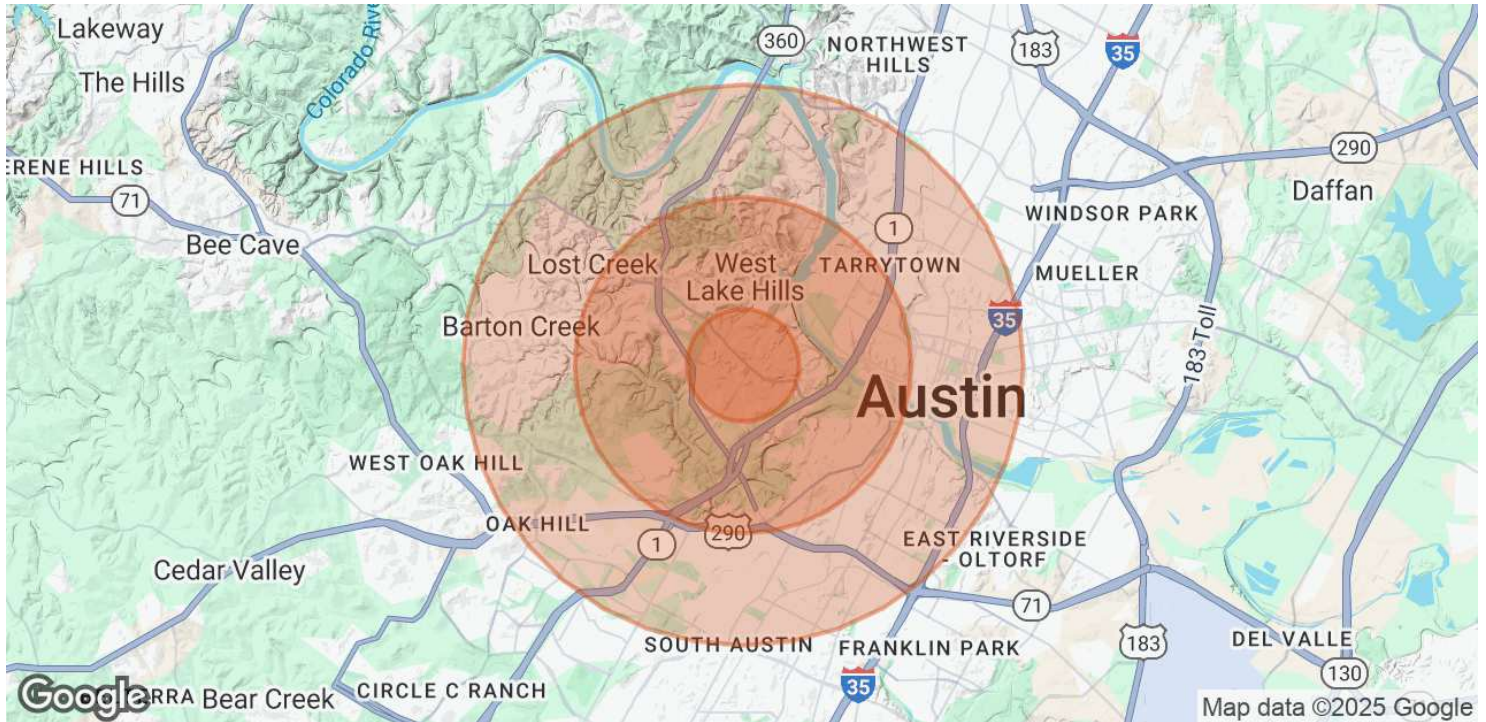 Lakeway
The Hills
Colorado Rive
360
NORTHWEST
HILLS
183
35
ERENE HILLS
71
Bee Cave
290
Daffan
WINDSOR PARK
1
Lost Creek
West
Lake Hills
TARRYTOWN
MUELLER
Barton Creek
35
183 Toll
Austin
WEST OAK HILL
OAK HILL
1
290
EAST RIVERSIDE
- OLTORF
Cedar Valley
71
SOUTH AUSTIN
FRANKLIN PARK
183
DEL VALLE
130
Google
ERRA
Bear Creek
CIRCLE C RANCH
35
Map data ©2025 Google